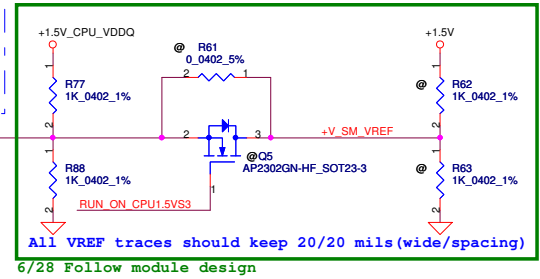 +1.5V_CPU_VDDQ
+1.5V
@ R61
0_0402_5%
2 1
1
R77
1K_0402_1%
2
1
@ R62
1K_0402_1%
2
2 3
+V_SM_VREF
1
R88
1K_0402_1%
2
@Q5
AP2302GN-HF_SOT23-3
1
RUN_ON_CPU1.5VS3
1
@ R63
1K_0402_1%
2
All VREF traces should keep 20/20 mils(wide/spacing)
6/28 Follow module design